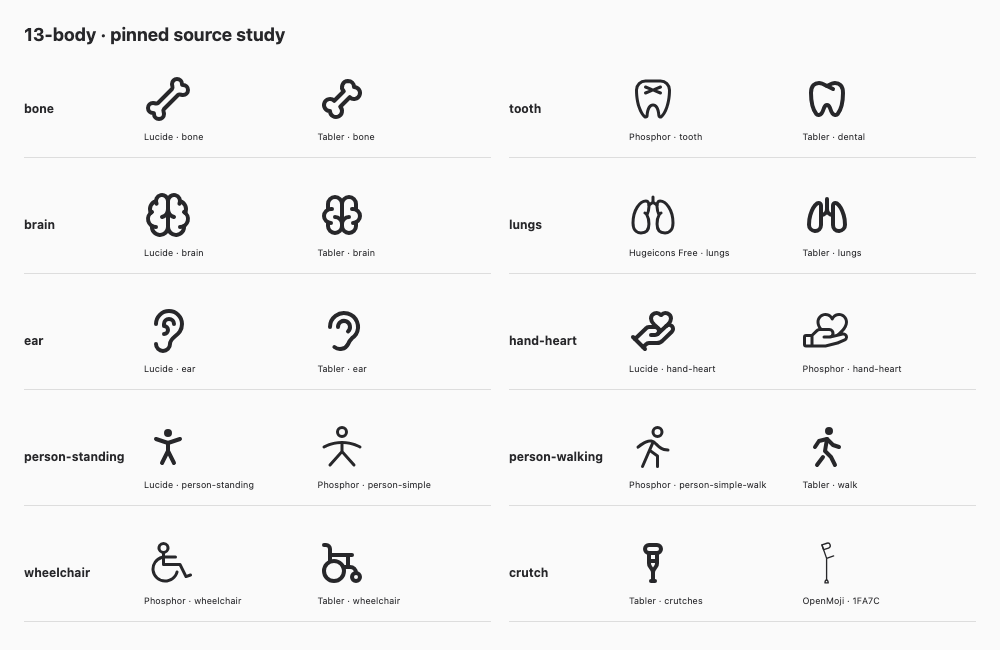 13-body · pinned source study
bone
Lucide · bone
Tabler · bone
tooth
Phosphor · tooth
Tabler · dental
brain
Lucide · brain
Tabler · brain
lungs
Hugeicons Free · lungs
Tabler · lungs
ear
Lucide · ear
Tabler · ear
hand-heart
Lucide · hand-heart
Phosphor · hand-heart
person-standing
Lucide · person-standing
Phosphor · person-simple
person-walking
Phosphor · person-simple-walk
Tabler · walk
wheelchair
Phosphor · wheelchair
Tabler · wheelchair
crutch
Tabler · crutches
OpenMoji · 1FA7C